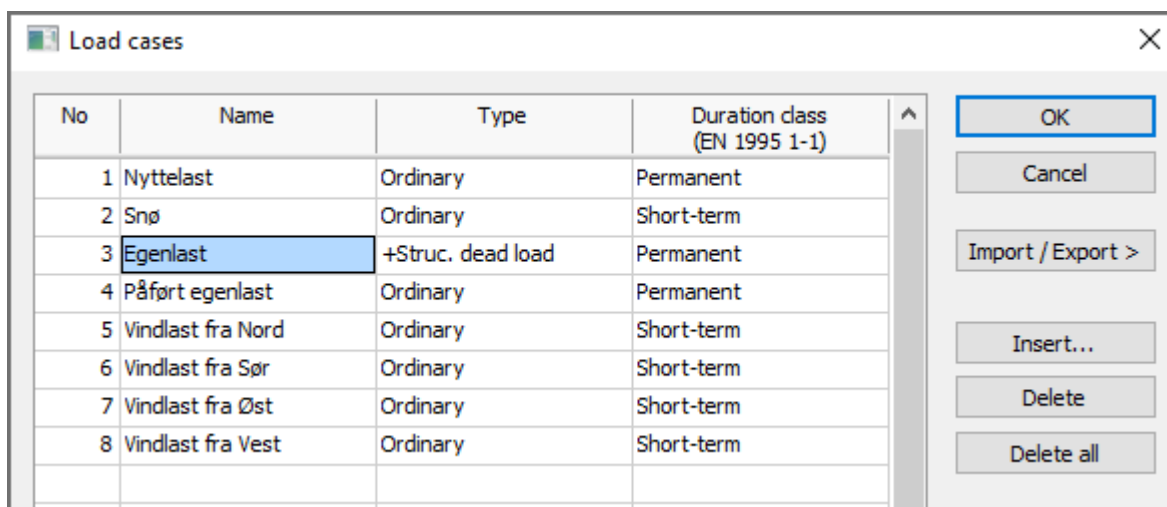 Load cases
No Name Type Duration class
(EN 1995 1-1)
1 Nyttelast Ordinary Permanent
2 Snø Ordinary Short-term
3 Egenlast +Struc. dead load Permanent
4 Påført egenlast Ordinary Permanent
5 Vindlast fra Nord Ordinary Short-term
6 Vindlast fra Sør Ordinary Short-term
7 Vindlast fra Øst Ordinary Short-term
8 Vindlast fra Vest Ordinary Short-term
OK
Cancel
Import / Export >
Insert...
Delete
Delete all